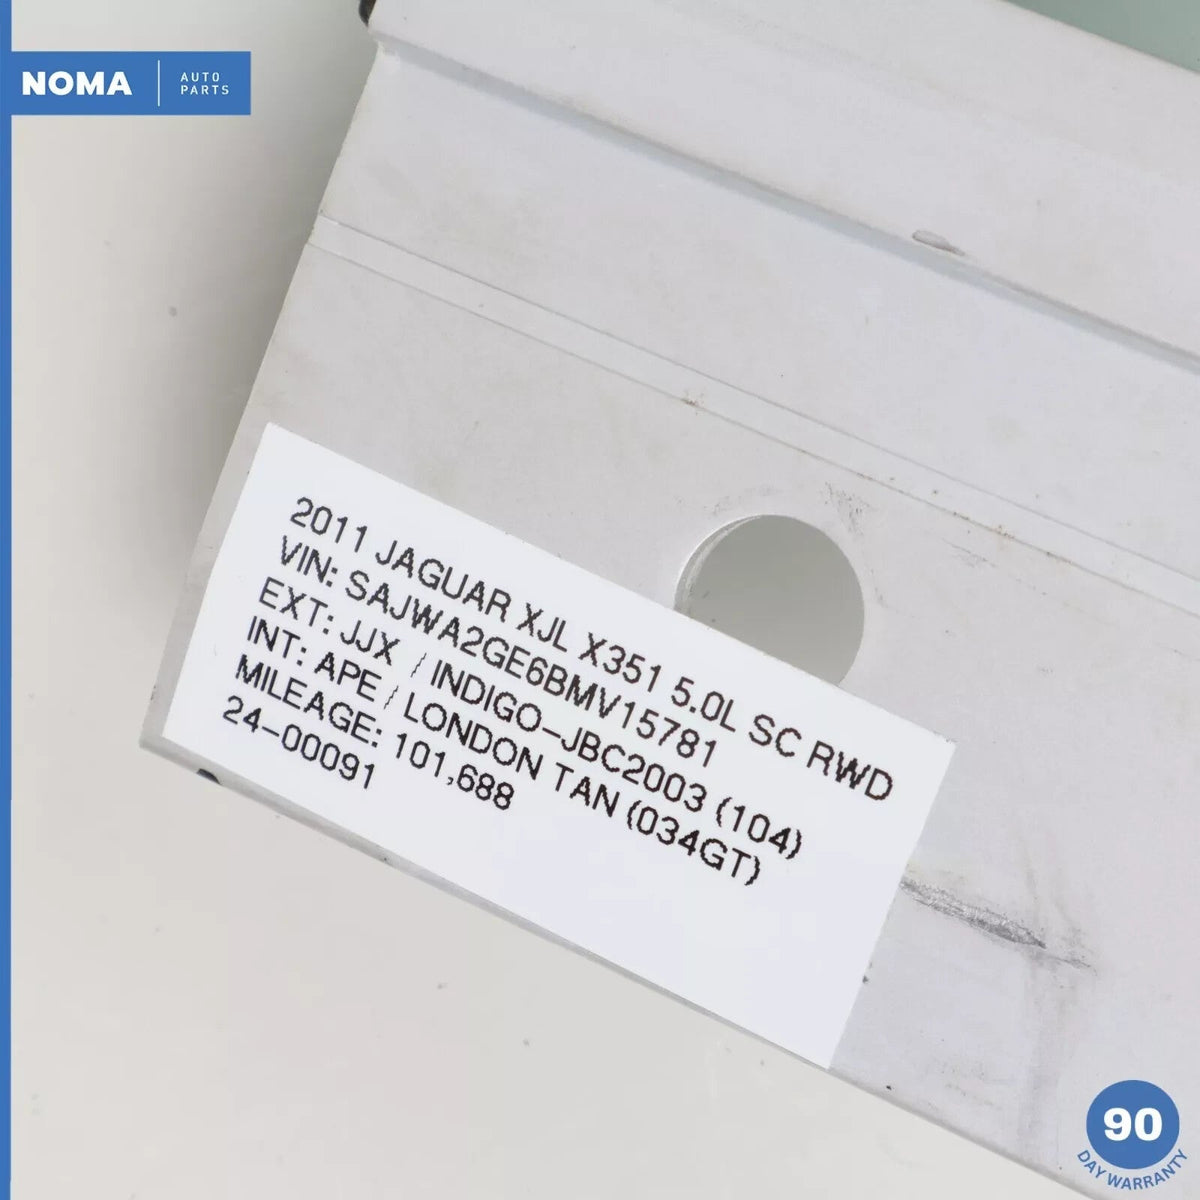 NOMA
AUTO
PARTS
2011 JAGUAR XJL X351 5.0L SC RWD
VIN: SAJWA2GE6BMV15781
EXT: JJX / INDIGO-JBC2003 (104)
INT: APE / LONDON TAN (034GT)
MILEAGE: 101,688
24-00091
90
DAY WARRANTY